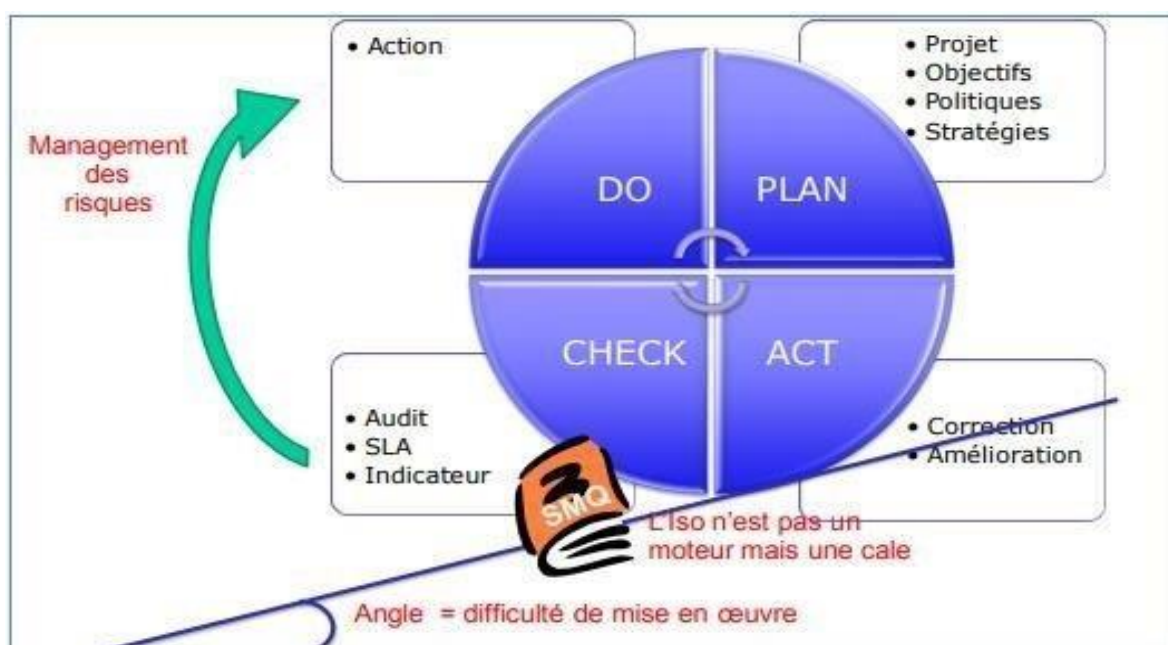 • Action
• Projet
• Objectifs
• Politiques
• Stratégies
Management
des
risques
DO
PLAN
CHECK
ACT
• Audit
• SLA
• Indicateur
• Correction
• Amélioration
SMQ
L'Iso n'est pas un
moteur mais une cale
Angle = difficulté de mise en œuvre